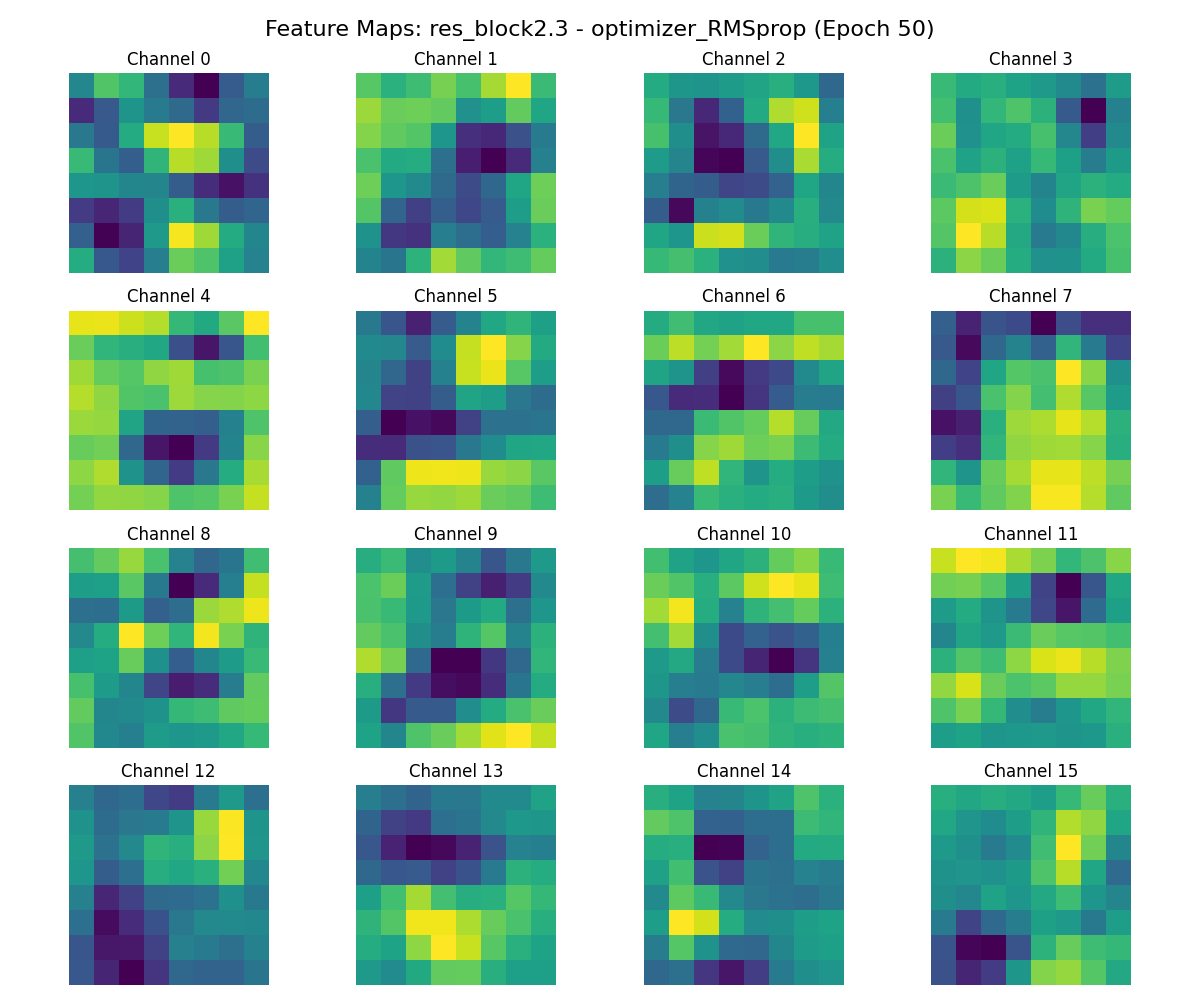 Feature Maps: res_block2.3 - optimizer_RMSprop (Epoch 50)
Channel 0
Channel 1
Channel 2
Channel 3
Channel 4
Channel 5
Channel 6
Channel 7
Channel 8
Channel 9
Channel 10
Channel 11
Channel 12
Channel 13
Channel 14
Channel 15